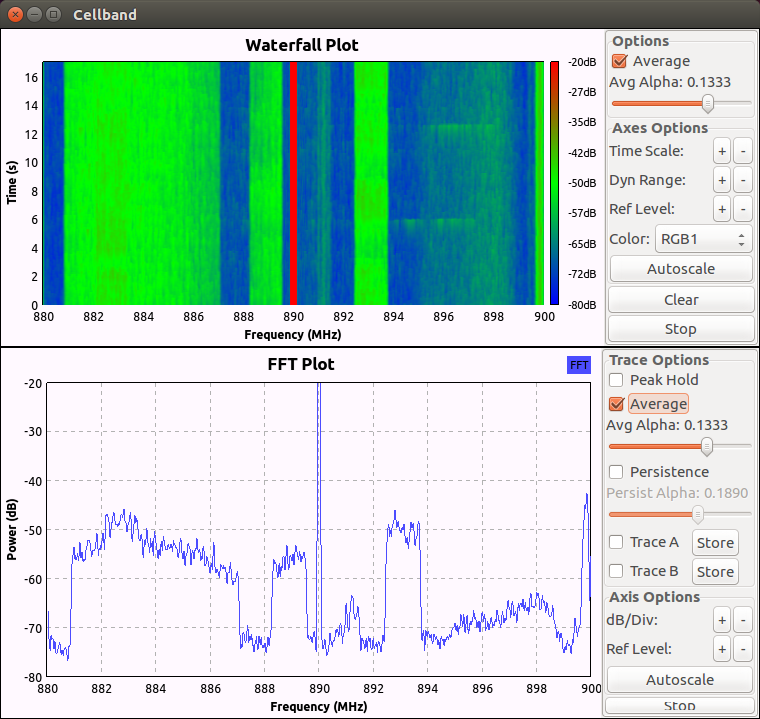 Cellband
Waterfall Plot
Time (s)
16
14
12
10
8
6
4
2
0
880 882 884 886 888 890 892 894 896 898 900
Frequency (MHz)
-20dB
-27dB
-35dB
-42dB
-50dB
-57dB
-65dB
-72dB
-80dB
Options
Average
Avg Alpha: 0.1333
Axes Options
Time Scale: + -
Dyn Range: + -
Ref Level: + -
Color: RGB1
Autoscale
Clear
Stop
FFT Plot
FFT
Power (dB)
-20
-30
-40
-50
-60
-70
-80
880 882 884 886 888 890 892 894 896 898 900
Frequency (MHz)
Trace Options
Peak Hold
Average
Avg Alpha: 0.1333
Persistence
Persist Alpha: 0.1890
Trace A Store
Trace B Store
Axis Options
dB/Div: + -
Ref Level: + -
Autoscale
Stop